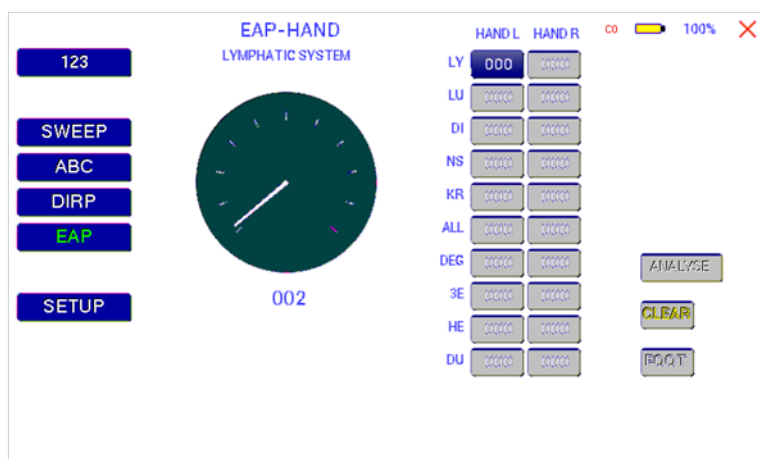 EAP-HAND
LYMPHATIC SYSTEM
123
SWEEP
ABC
DIRP
EAP
SETUP
002
HAND L HAND R
LY 000 000
LU 000 000
DI 000 000
NS 000 000
KR 000 000
ALL 000 000
DEG 000 000
3E 000 000
HE 000 000
DU 000 000
C0 100%
ANALYSE
CLEAR
FOOT